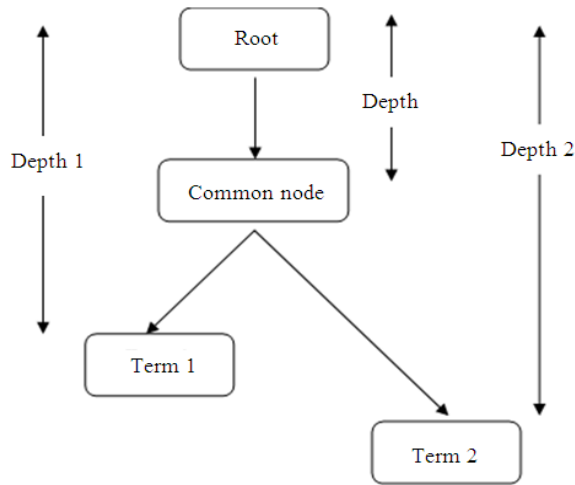 Root
Depth
Depth 1
Depth 2
Common node
Term 1
Term 2